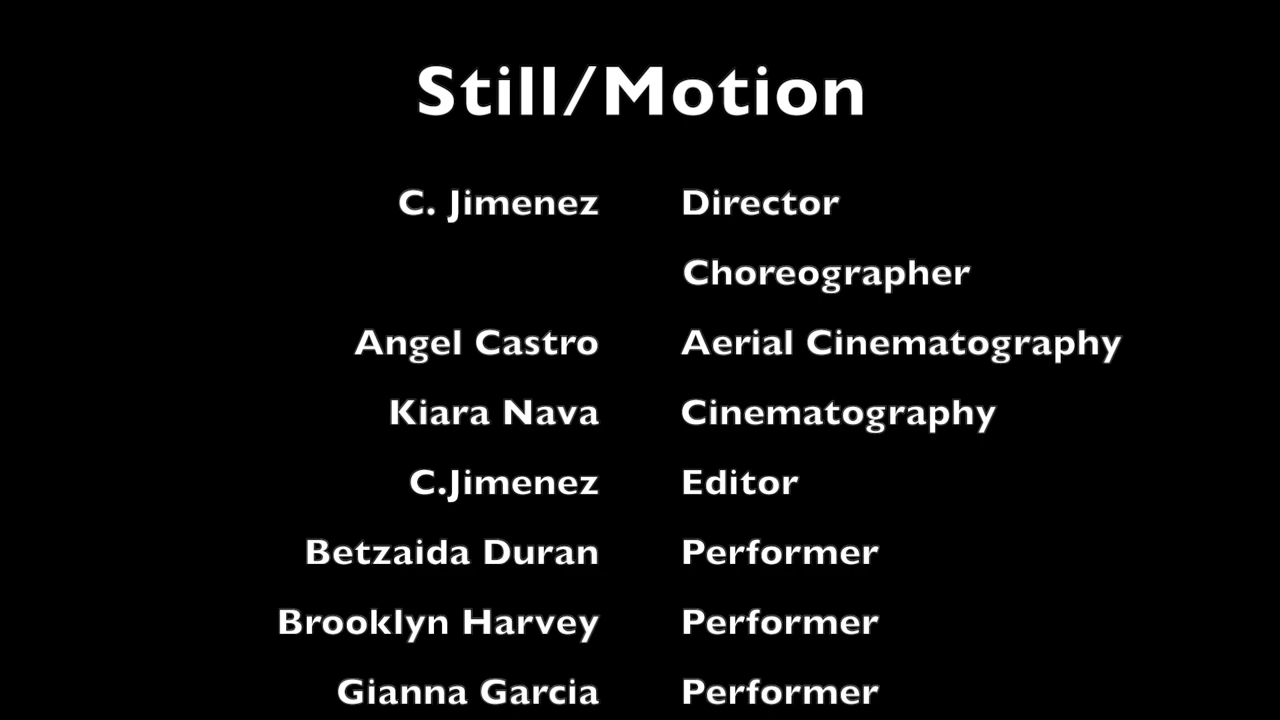 Still/Motion
C. Jimenez Director
Choreographer
Angel Castro Aerial Cinematography
Kiara Nava Cinematography
C.Jimenez Editor
Betzaida Duran Performer
Brooklyn Harvey Performer
Gianna Garcia Performer